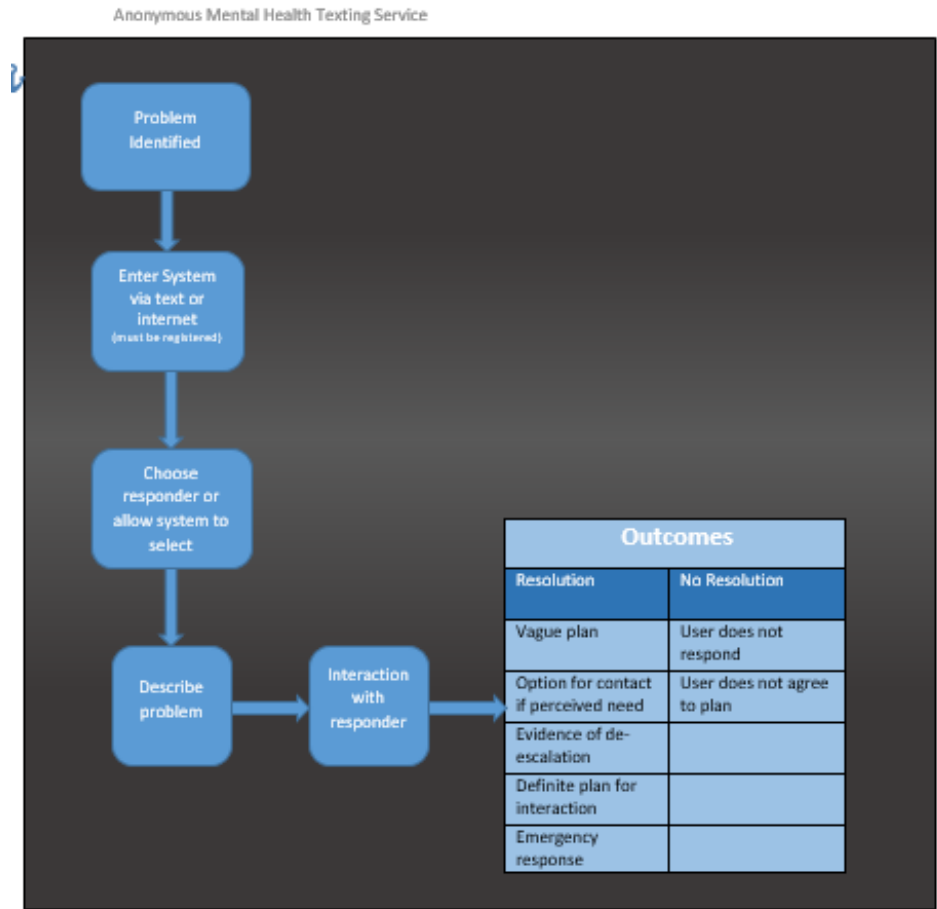 Anonymous Mental Health Texting Service
Problem
Identified
Enter System
via text or
internet
(must be registered)
Choose
responder or
allow system to
select
Describe
problem
Interaction
with
responder
Outcomes
Resolution
No Resolution
Vague plan
User does not
respond
Option for contact
if perceived need
User does not agree
to plan
Evidence of de-
escalation
Definite plan for
interaction
Emergency
response